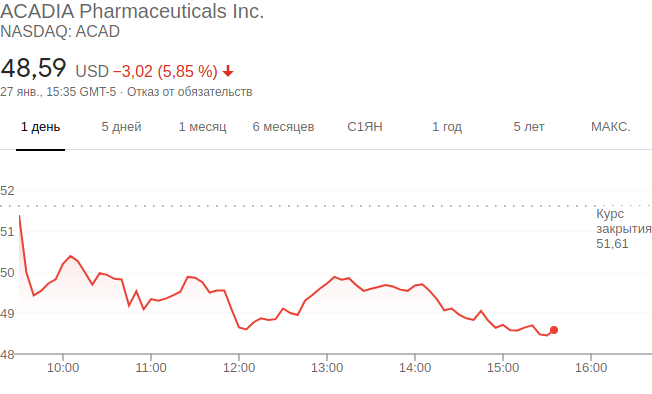 ACADIA Pharmaceuticals Inc.
NASDAQ: ACAD
48,59 USD −3,02 (5,85 %)
27 янв., 15:35 GMT-5 · Отказ от обязательств
1 день 5 дней 1 месяц 6 месяцев С1ЯН 1 год 5 лет МАКС.
52
Курс
закрытия
51,61
51
50
49
48
10:00 11:00 12:00 13:00 14:00 15:00 16:00